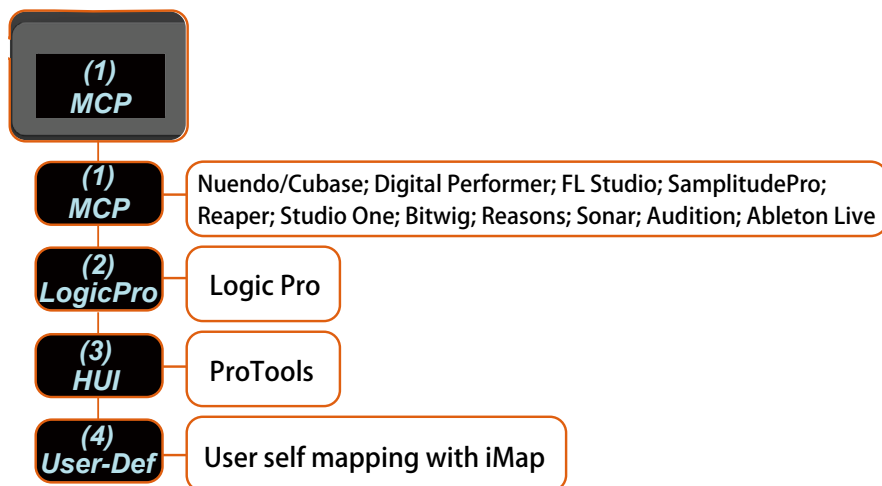 (1)
MCP
(1)
MCP
Nuendo/Cubase; Digital Performer; FL Studio; SamplitudePro;
Reaper; Studio One; Bitwig; Reasons; Sonar; Audition; Ableton Live
(2)
LogicPro
Logic Pro
(3)
HUI
ProTools
(4)
User-Def
User self mapping with iMap